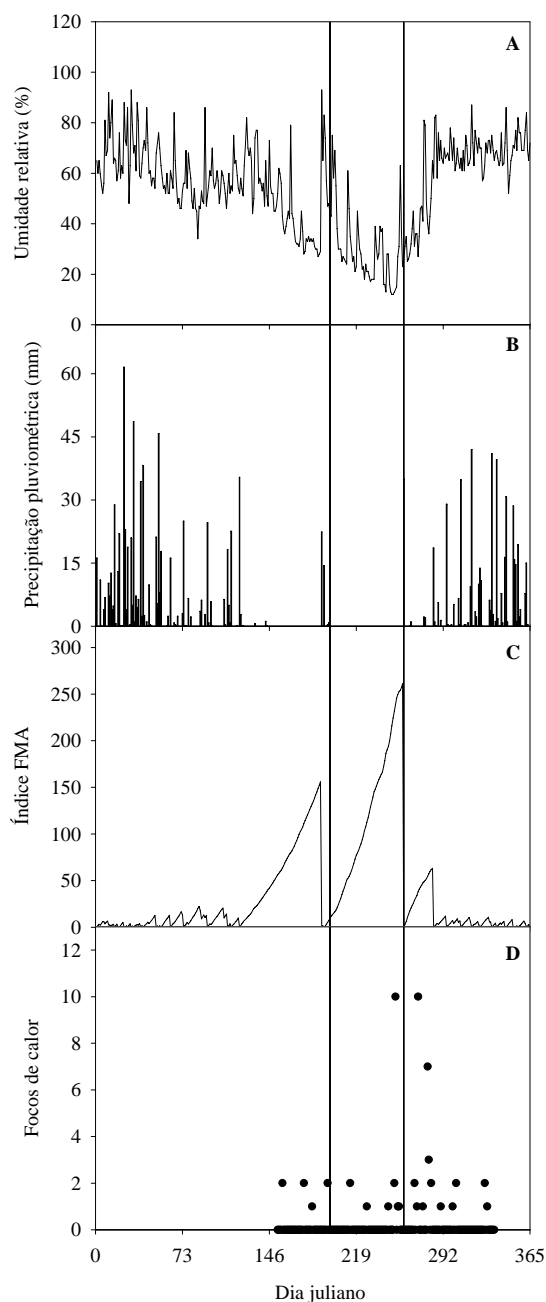 120
A
100
80
60
40
20
0
Umidade relativa (%)
B
60
45
30
15
0
Precipitação pluviométrica (mm)
300
C
250
200
150
100
50
0
Índice FMA
12
D
10
8
6
4
2
0
Focos de calor
0 73 146 219 292 365
Dia juliano